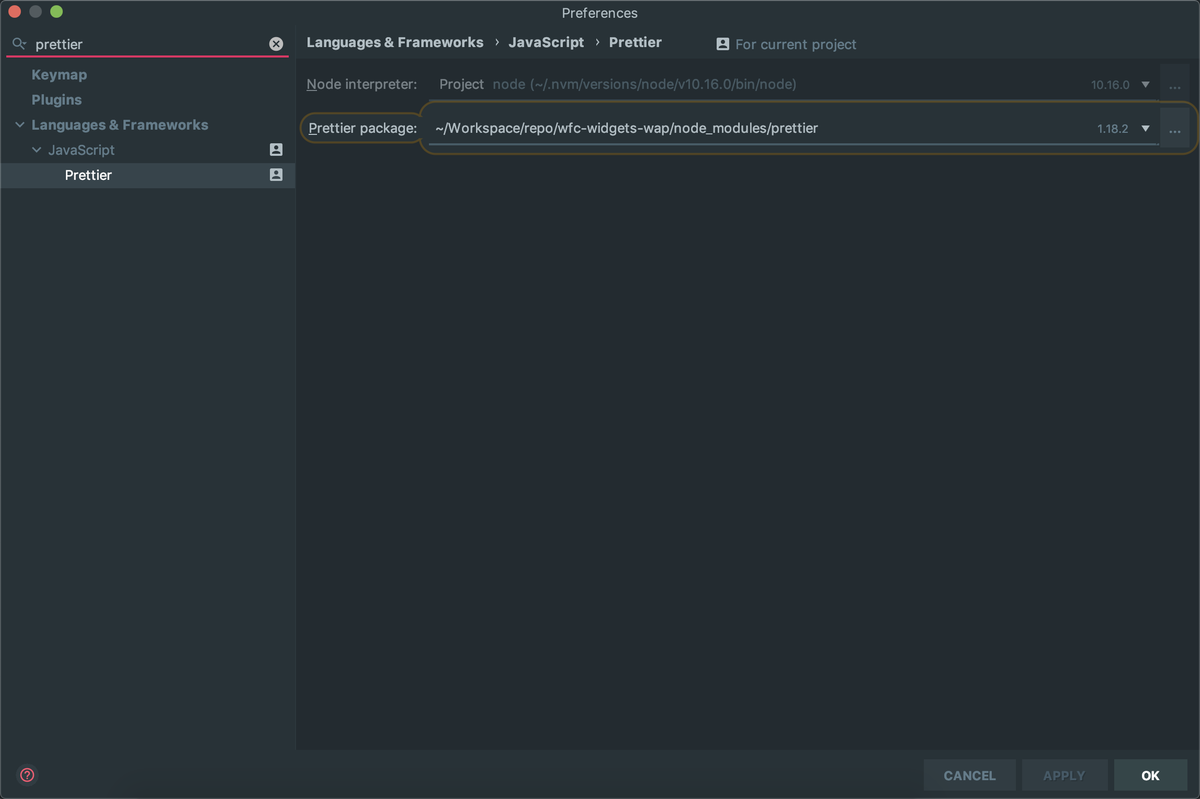 Preferences
prettier
Languages & Frameworks › JavaScript › Prettier For current project
Keymap
Plugins
Languages & Frameworks
JavaScript
Prettier
Node interpreter: Project node (~/.nvm/versions/node/v10.16.0/bin/node) 10.16.0 ...
Prettier package: ~/Workspace/repo/wfc-widgets-wap/node_modules/prettier 1.18.2 ...
?
CANCEL APPLY OK